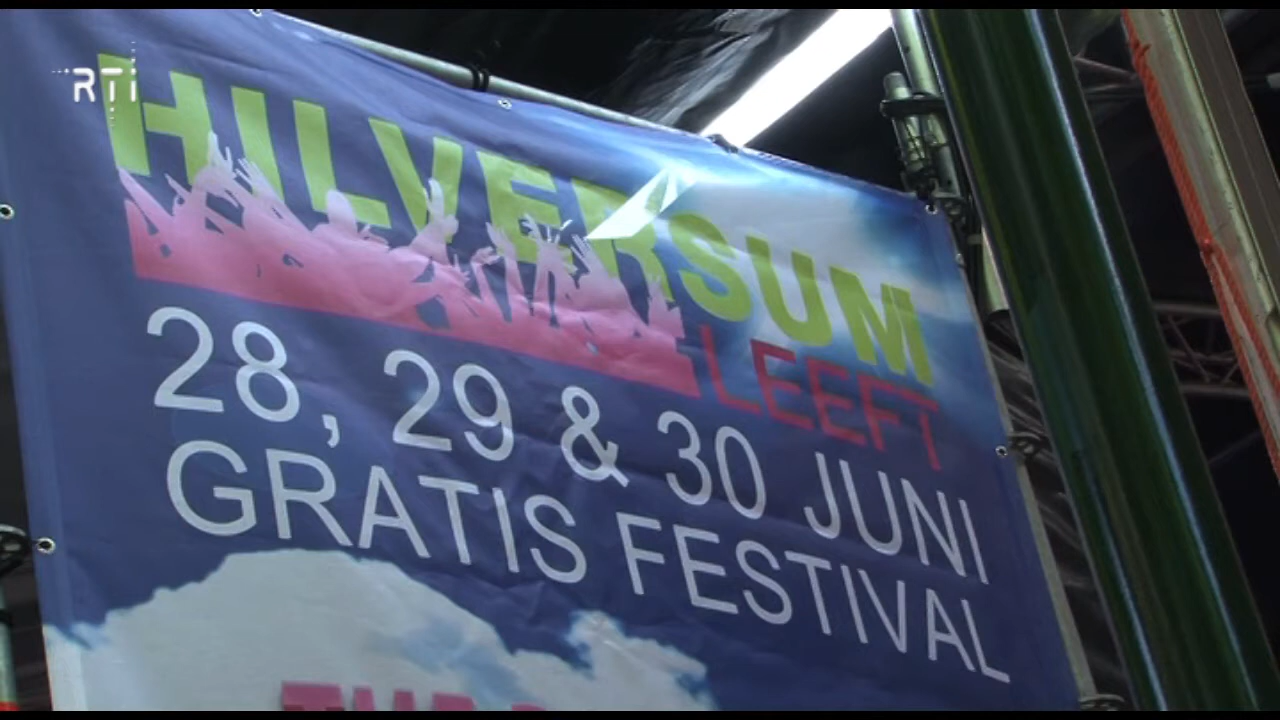 RTI
HILVERSUM
LEEFT
28, 29 & 30 JUNI
GRATIS FESTIVAL